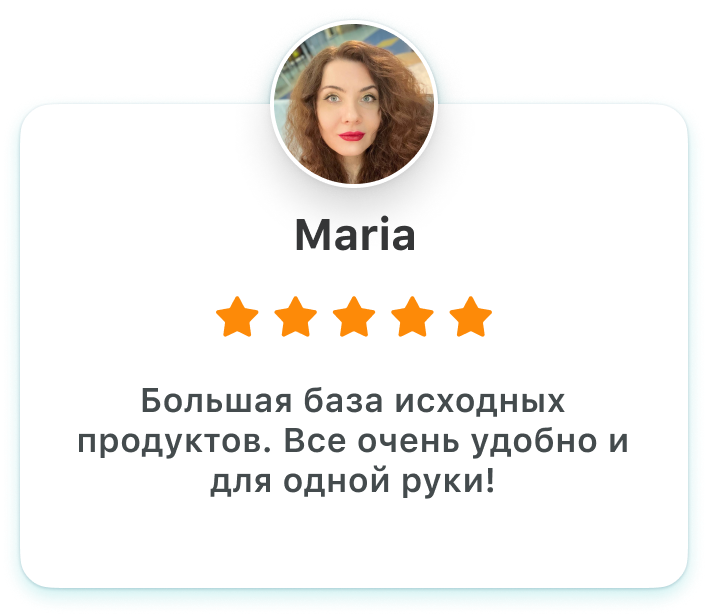 Maria
Большая база исходных
продуктов. Все очень удобно и
для одной руки!